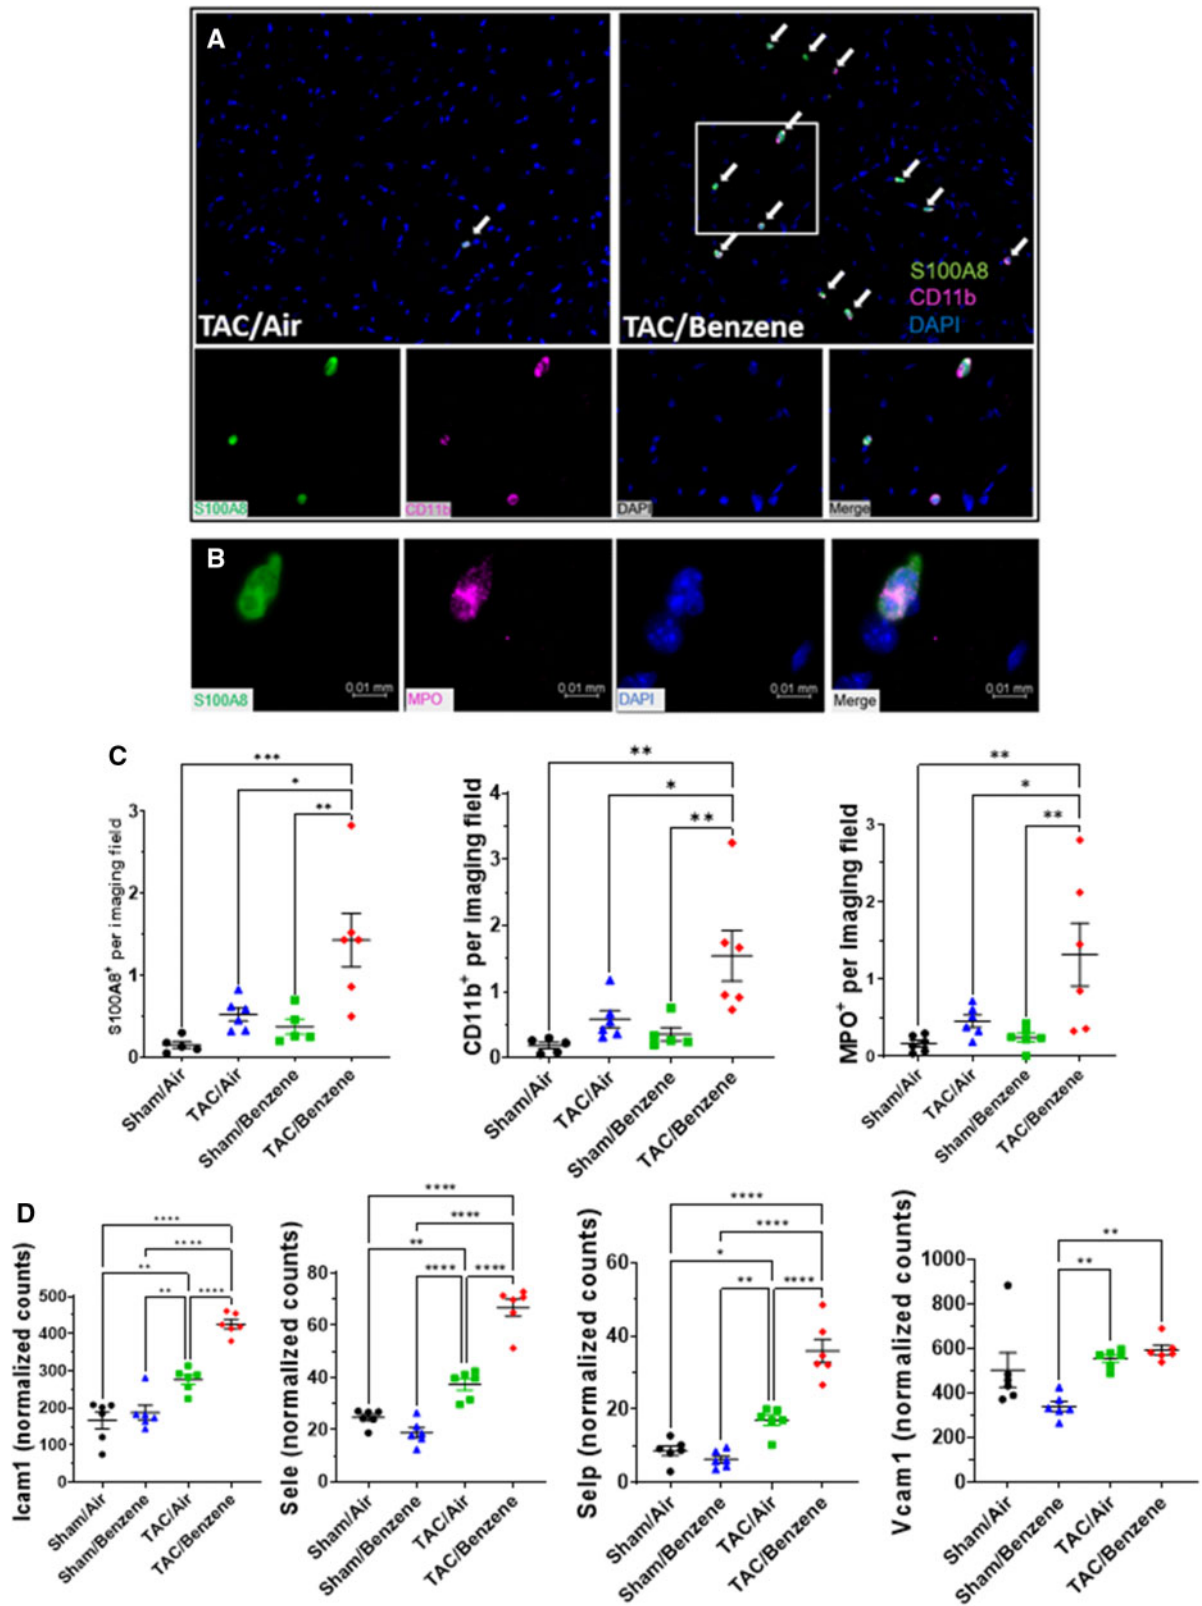 A
TAC/Air
TAC/Benzene
S100A8
CD11b
DAPI
S100A8
CD11b
DAPI
Merge
B
S100A8
0.01 mm
MPO
0.01 mm
DAPI
0.01 mm
Merge
0.01 mm
C
S100A8+ per imaging field
3
2
1
0
***
*
**
Sham/Air
TAC/Air
Sham/Benzene
TAC/Benzene
CD11b+ per imaging field
4
3
2
1
0
**
*
**
Sham/Air
TAC/Air
Sham/Benzene
TAC/Benzene
MPO+ per Imaging field
3
2
1
0
**
*
**
Sham/Air
TAC/Air
Sham/Benzene
TAC/Benzene
D
Icam1 (normalized counts)
500
400
300
200
100
0
****
****
**
** ****
Sham/Air
Sham/Benzene
TAC/Air
TAC/Benzene
Sele (normalized counts)
80
60
40
20
0
****
****
**
**** ****
Sham/Air
Sham/Benzene
TAC/Air
TAC/Benzene
Selp (normalized counts)
60
40
20
0
****
****
*
** ****
Sham/Air
Sham/Benzene
TAC/Air
TAC/Benzene
Vcam1 (normalized counts)
1000
800
600
400
200
0
**
**
Sham/Air
Sham/Benzene
TAC/Air
TAC/Benzene